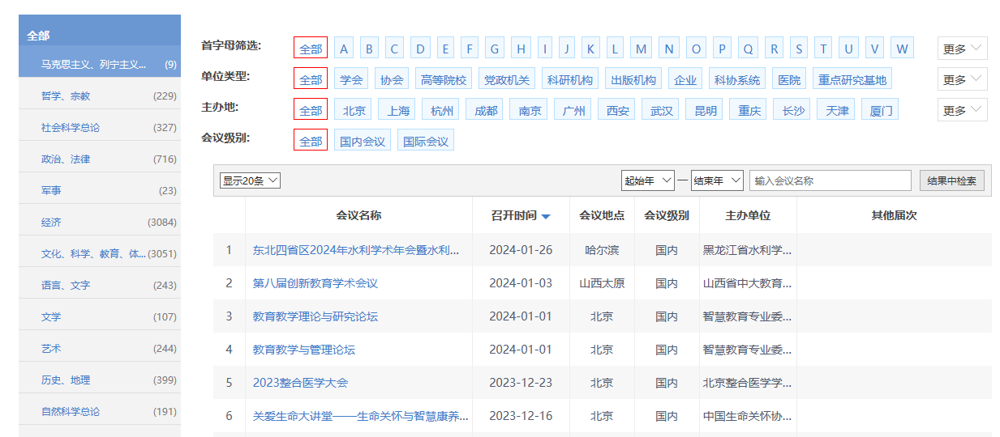 全部
马克思主义、列宁主义... (9)
哲学、宗教 (229)
社会科学总论 (327)
政治、法律 (716)
军事 (23)
经济 (3084)
文化、科学、教育、体... (3051)
语言、文字 (243)
文学 (107)
艺术 (244)
历史、地理 (399)
自然科学总论 (191)
首字母筛选: 全部 A B C D E F G H I J K L M N O P Q R S T U V W 更多
单位类型: 全部 学会 协会 高等院校 党政机关 科研机构 出版机构 企业 科协系统 医院 重点研究基地 更多
主办地: 全部 北京 上海 杭州 成都 南京 广州 西安 武汉 昆明 重庆 长沙 天津 厦门 更多
会议级别: 全部 国内会议 国际会议
显示20条 起始年 — 结束年 输入会议名称 结果中检索
会议名称 召开时间 会议地点 会议级别 主办单位 其他届次
1 东北四省区2024年水利学术年会暨水利... 2024-01-26 哈尔滨 国内 黑龙江省水利学...
2 第八届创新教育学术会议 2024-01-03 山西太原 国内 山西省中大教育...
3 教育教学理论与研究论坛 2024-01-01 北京 国内 智慧教育专业委...
4 教育教学与管理论坛 2024-01-01 北京 国内 智慧教育专业委...
5 2023整合医学大会 2023-12-23 北京 国内 北京整合医学学...
6 关爱生命大讲堂——生命关怀与智慧康养... 2023-12-16 北京 国内 中国生命关怀协...